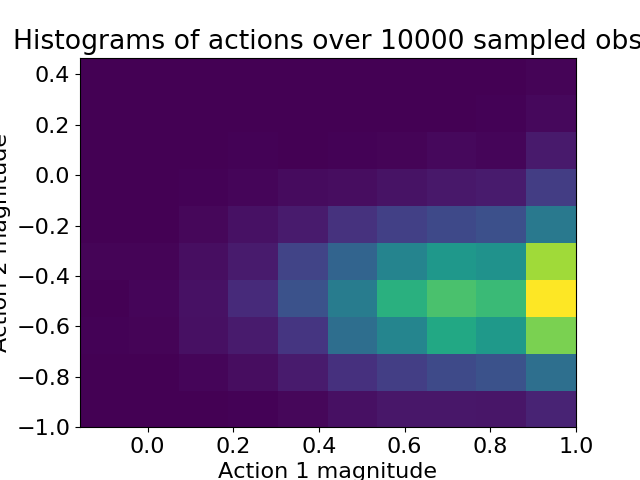 Histograms of actions over 10000 sampled obs
0.4
0.2
0.0
−0.2
−0.4
−0.6
−0.8
−1.0
Action 2 magnitude
0.0 0.2 0.4 0.6 0.8 1.0
Action 1 magnitude